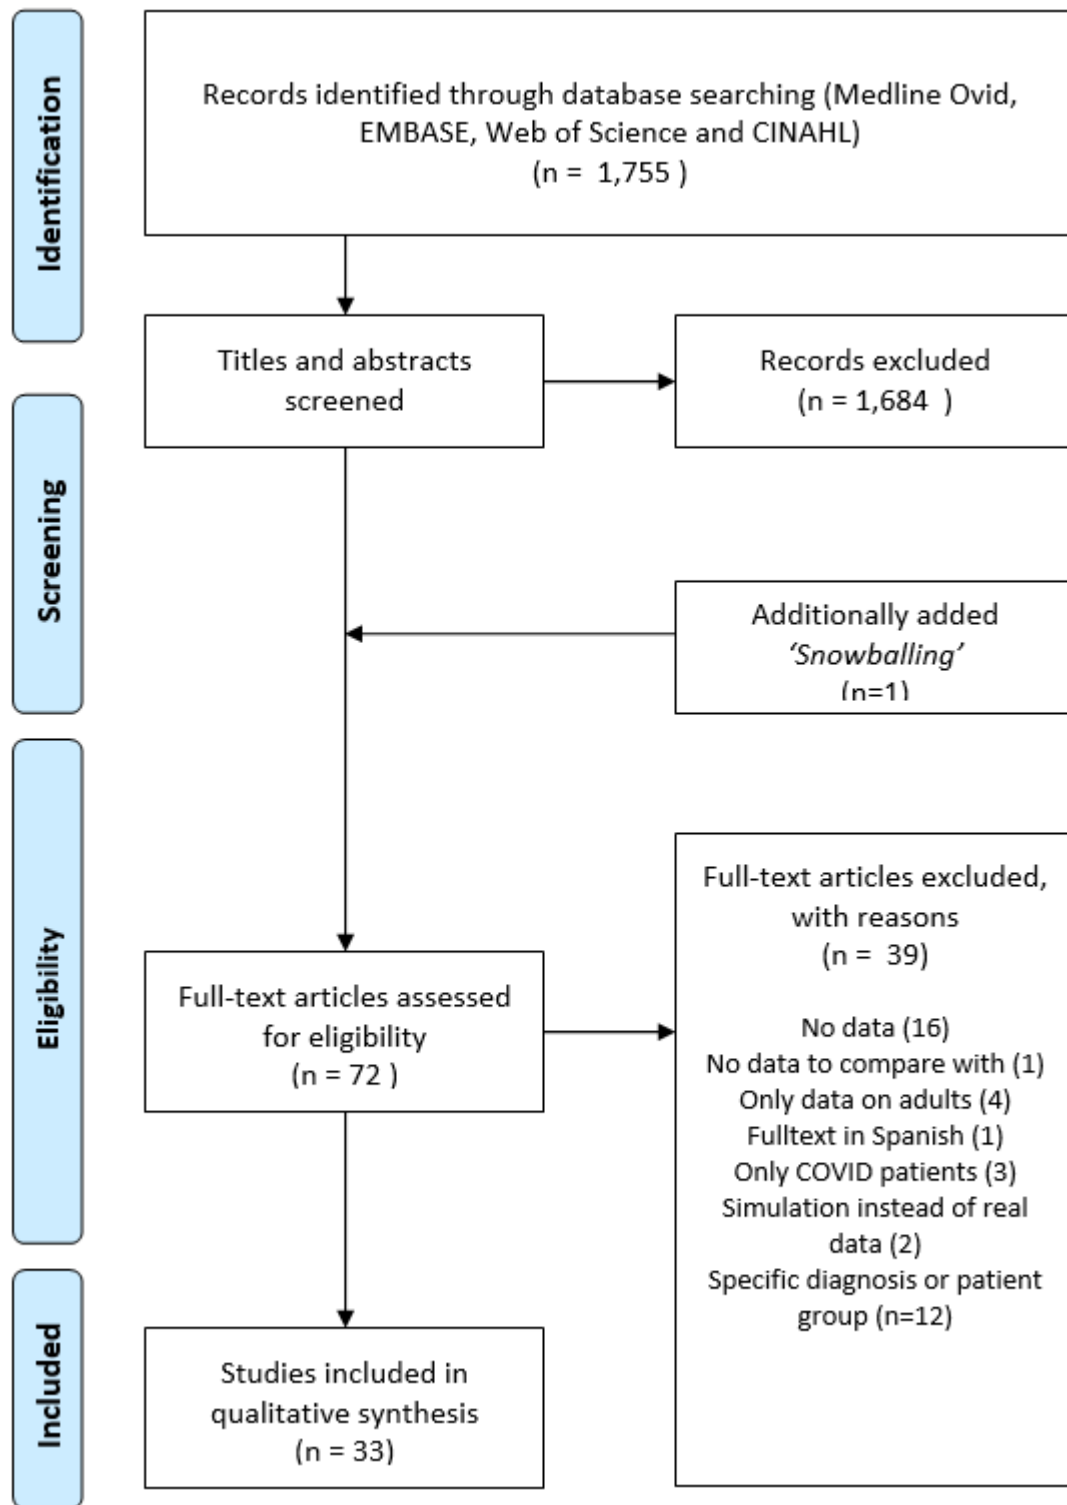 Identification
Records identified through database searching (Medline Ovid,
EMBASE, Web of Science and CINAHL)
(n =  1,755 )
Titles and abstracts
screened
Records excluded
(n = 1,684  )
Screening
Additionally added
‘Snowballing’
(n=1)
Eligibility
Full-text articles assessed
for eligibility
(n = 72 )
Full-text articles excluded,
with reasons
(n =  39)
No data (16)
No data to compare with (1)
Only data on adults (4)
Fulltext in Spanish (1)
Only COVID patients (3)
Simulation instead of real
data (2)
Specific diagnosis or patient
group (n=12)
Included
Studies included in
qualitative synthesis
(n = 33)